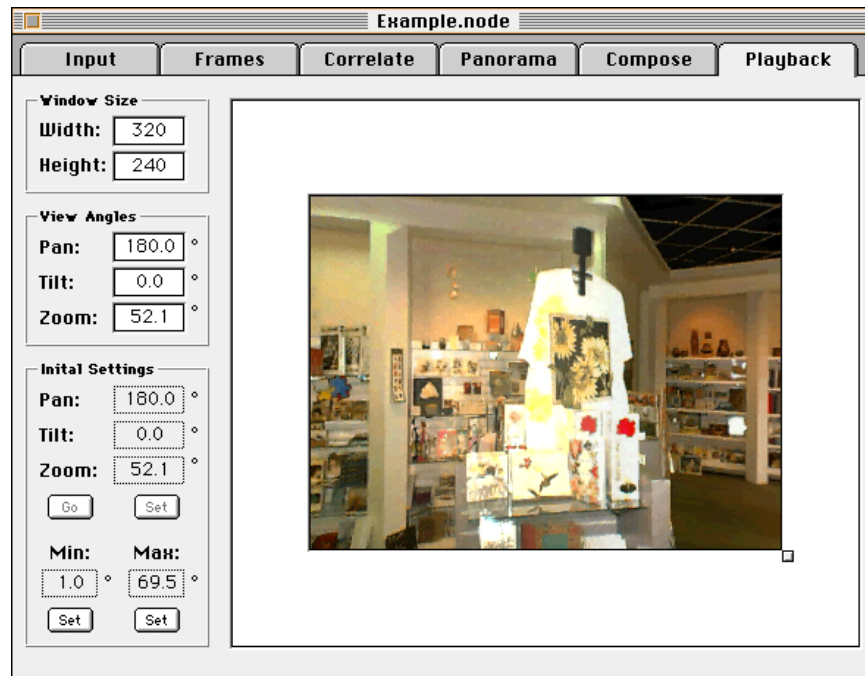 Example.node
Input Frames Correlate Panorama Compose Playback
Window Size
Width: 320
Height: 240
View Angles
Pan: 180.0 °
Tilt: 0.0 °
Zoom: 52.1 °
Inital Settings
Pan: 180.0 °
Tilt: 0.0 °
Zoom: 52.1 °
Go Set
Min: Max:
1.0 ° 69.5 °
Set Set